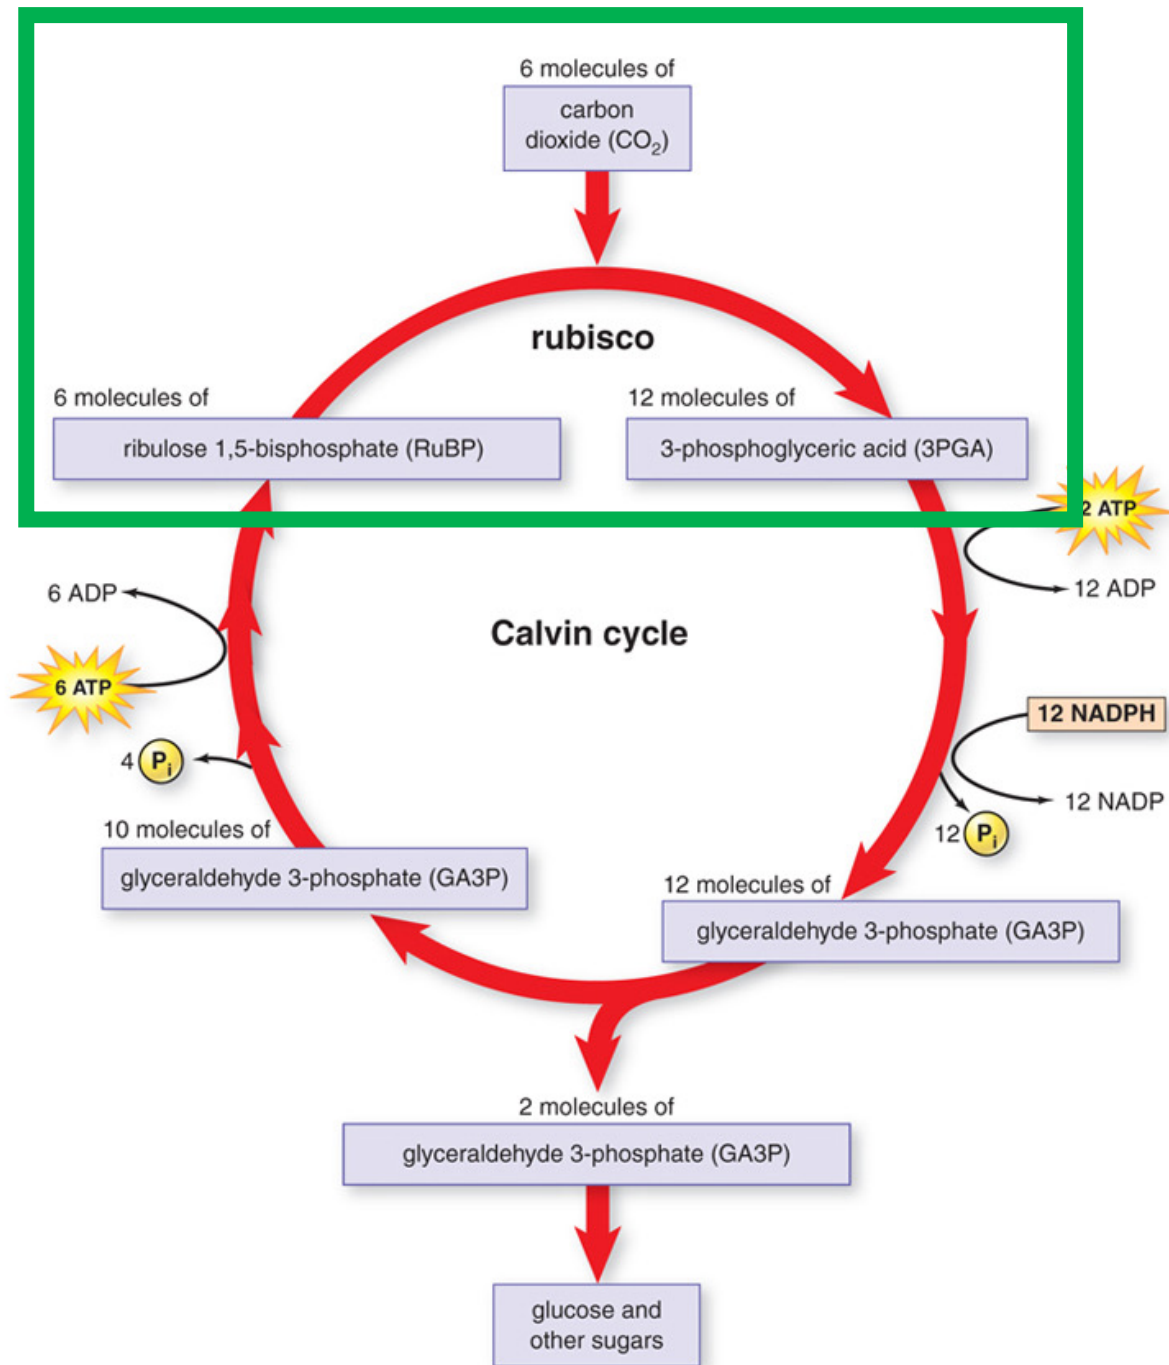 6 molecules of
carbon
dioxide (CO₂)
rubisco
6 molecules of
ribulose 1,5-bisphosphate (RuBP)
12 molecules of
3-phosphoglyceric acid (3PGA)
2 ATP
12 ADP
6 ADP
Calvin cycle
6 ATP
12 NADPH
4 Pᵢ
12 NADP
12 Pᵢ
10 molecules of
glyceraldehyde 3-phosphate (GA3P)
12 molecules of
glyceraldehyde 3-phosphate (GA3P)
2 molecules of
glyceraldehyde 3-phosphate (GA3P)
glucose and
other sugars